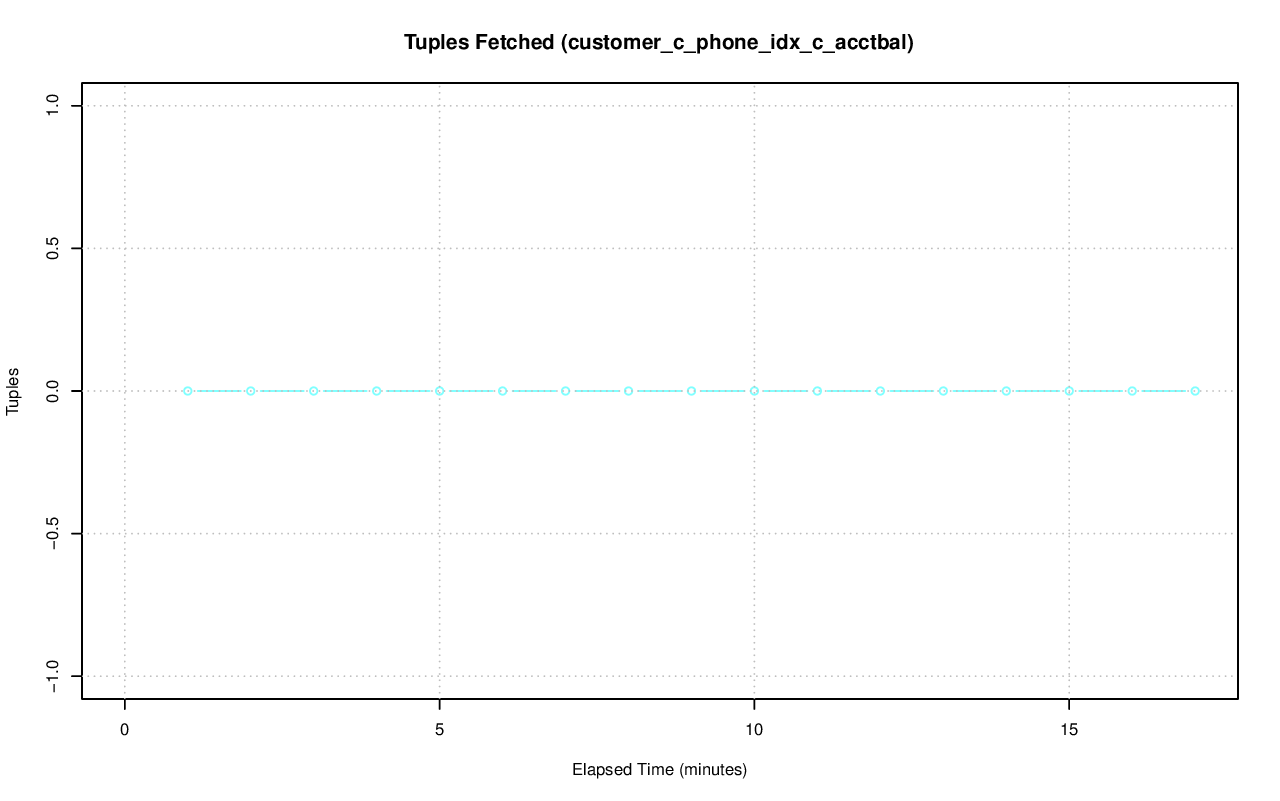 Tuples Fetched (customer_c_phone_idx_c_acctbal)
1.0
0.5
0.0
−0.5
−1.0
Tuples
0 5 10 15
Elapsed Time (minutes)